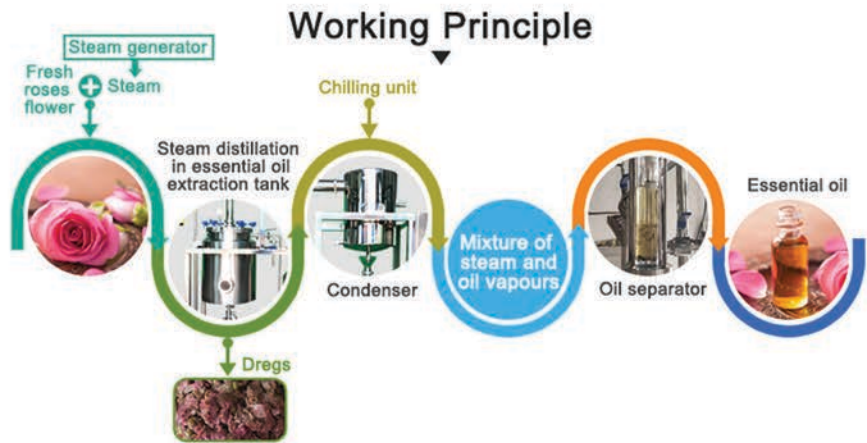 Working Principle
Steam generator
Fresh
roses
flower
Steam
Steam distillation
in essential oil
extraction tank
Dregs
Chilling unit
Condenser
Mixture of
steam and
oil vapours
Oil separator
Essential oil